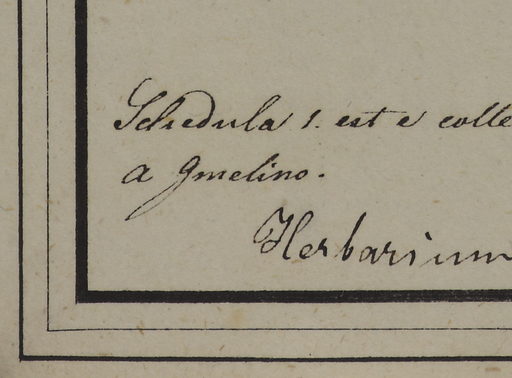 Schedula 1. est e colle
a Gmelino.
Herbarium